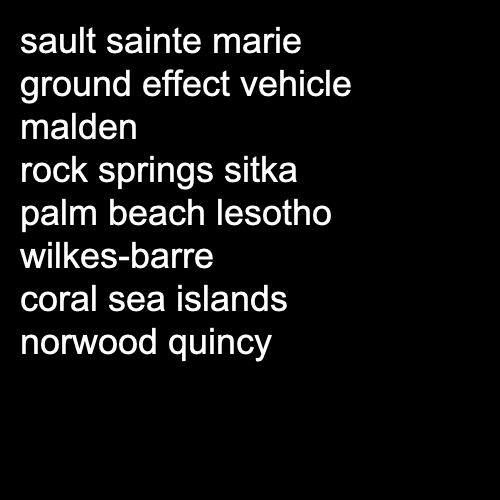 sault sainte marie
ground effect vehicle
malden
rock springs sitka
palm beach lesotho
wilkes-barre
coral sea islands
norwood quincy